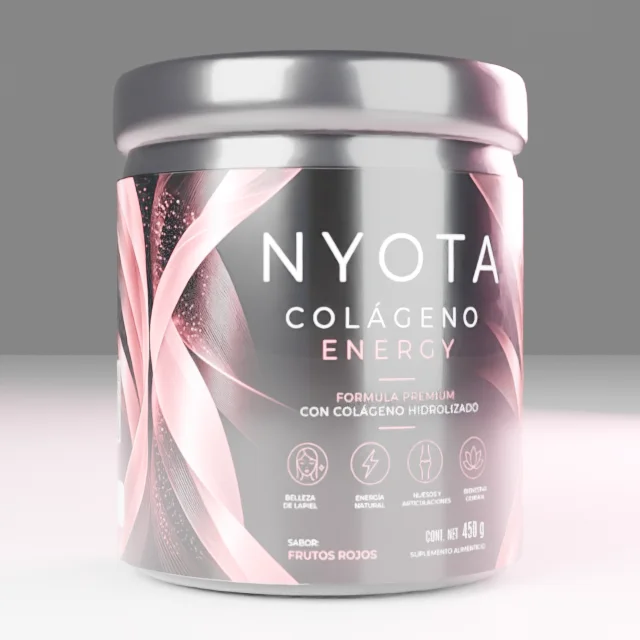 NYOTA
COLÁGENO
ENERGY
FORMULA PREMIUM
CON COLÁGENO HIDROLIZADO
BELLEZA
DE LA PIEL
ENERGÍA
NATURAL
HUESOS Y
ARTICULACIONES
BIENESTAR
SABOR:
FRUTOS ROJOS
CONT. NET 450 g
SUPLEMENTO ALIMENTICIO